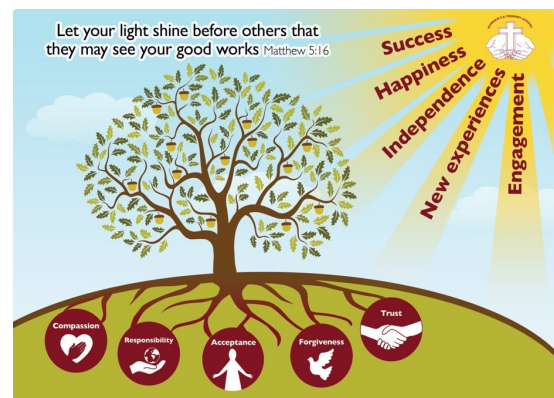 Let your light shine before others that
they may see your good works Matthew 5:16
Success
Happiness
Independence
New experiences
Engagement
Compassion
Responsibility
Acceptance
Forgiveness
Trust